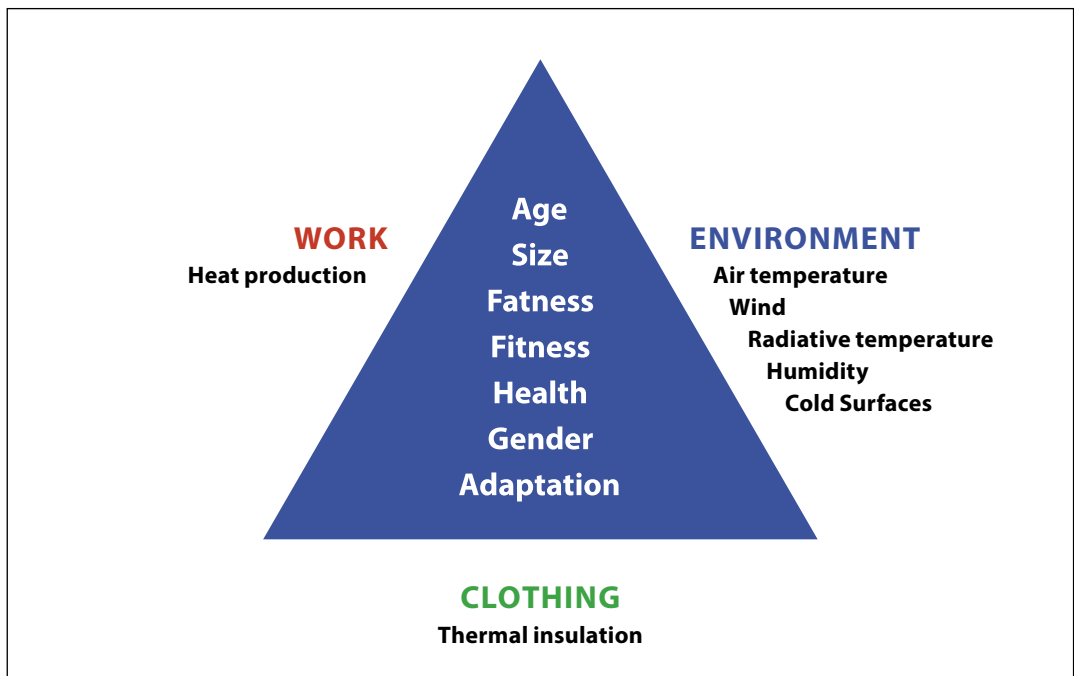 Age
Size
Fatness
Fitness
Health
Gender
Adaptation
WORK
Heat production
ENVIRONMENT
Air temperature
Wind
Radiative temperature
Humidity
Cold Surfaces
CLOTHING
Thermal insulation